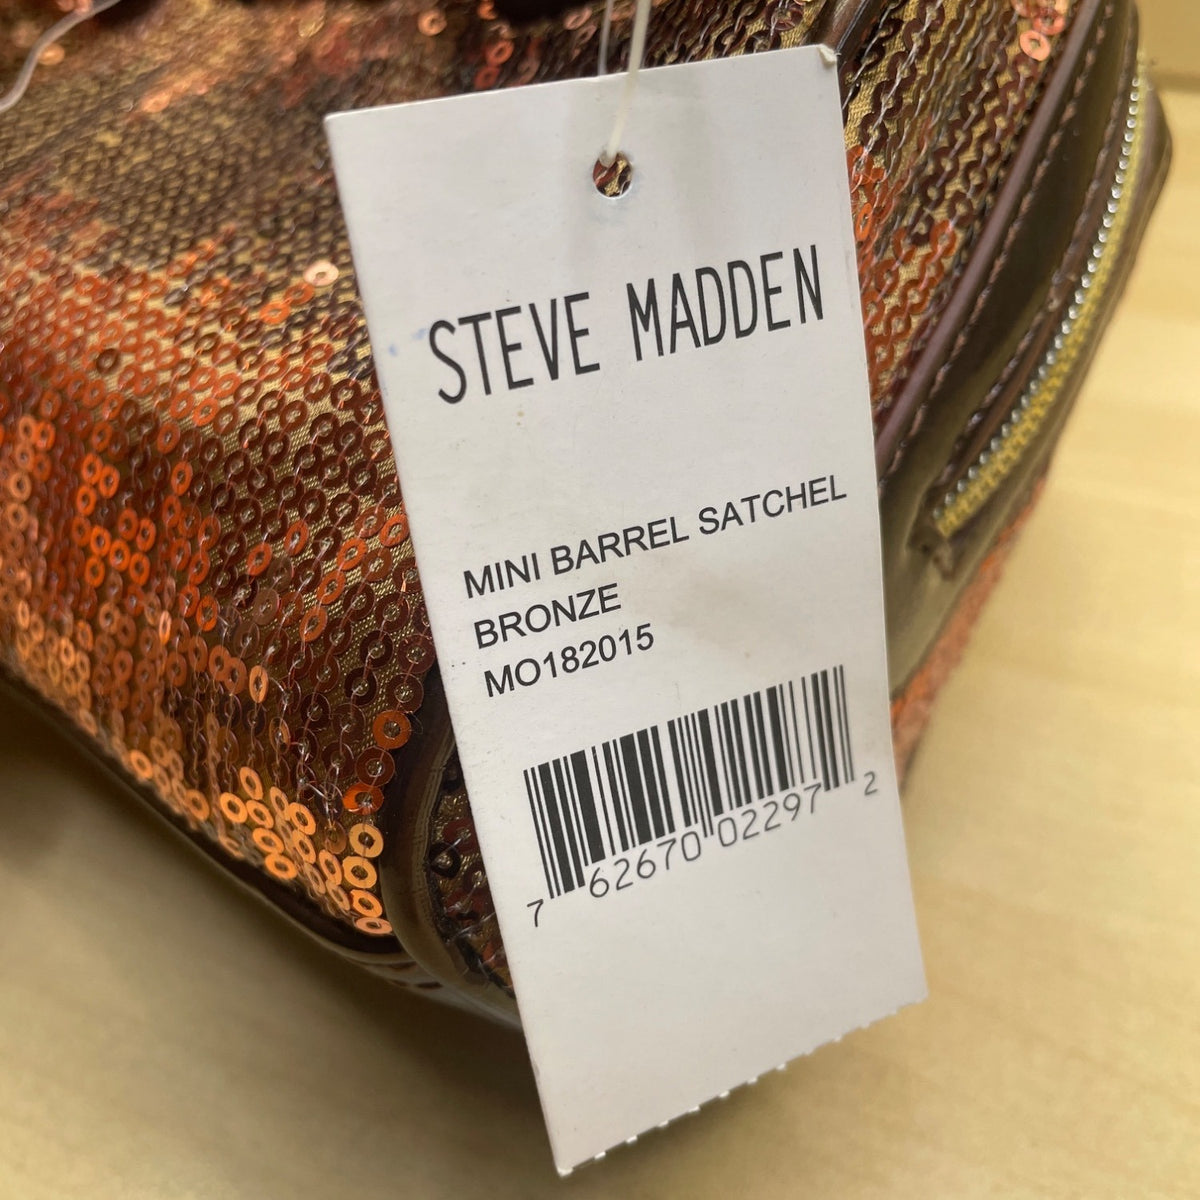 STEVE MADDEN
MINI BARREL SATCHEL
BRONZE
MO182015
7 62670 02297 2